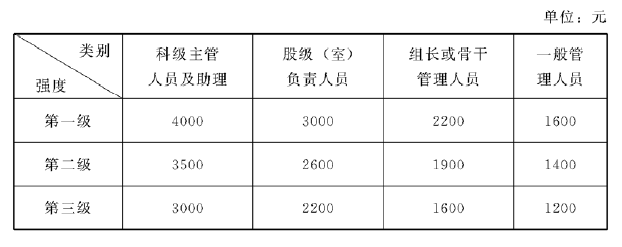 单位：元
类别
强度
科级主管
人员及助理
股级（室）
负责人员
组长或骨干
管理人员
一般管
理人员
第一级 4000 3000 2200 1600
第二级 3500 2600 1900 1400
第三级 3000 2200 1600 1200